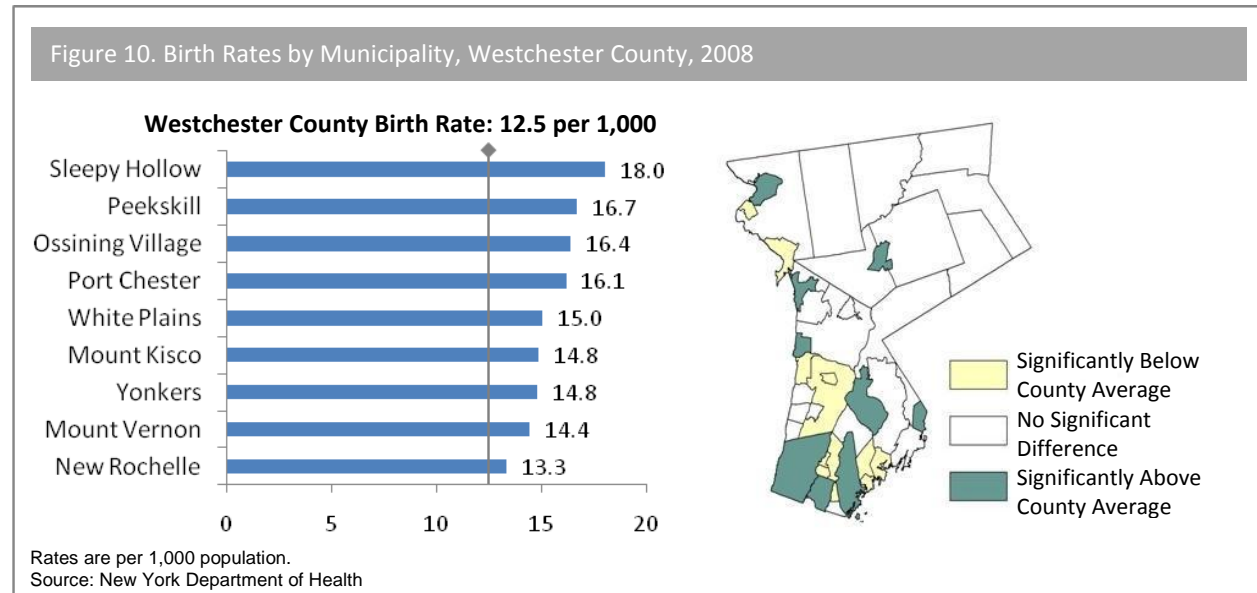 Figure 10. Birth Rates by Municipality, Westchester County, 2008
Westchester County Birth Rate: 12.5 per 1,000
Sleepy Hollow 18.0
Peekskill 16.7
Ossining Village 16.4
Port Chester 16.1
White Plains 15.0
Mount Kisco 14.8
Yonkers 14.8
Mount Vernon 14.4
New Rochelle 13.3
0 5 10 15 20
Significantly Below
County Average
No Significant
Difference
Significantly Above
County Average
Rates are per 1,000 population.
Source: New York Department of Health